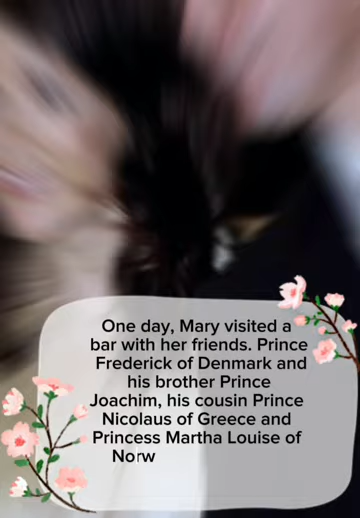 One day, Mary visited a
bar with her friends. Prince
Frederick of Denmark and
his brother Prince
Joachim, his cousin Prince
Nicolaus of Greece and
Princess Martha Louise of
Norw